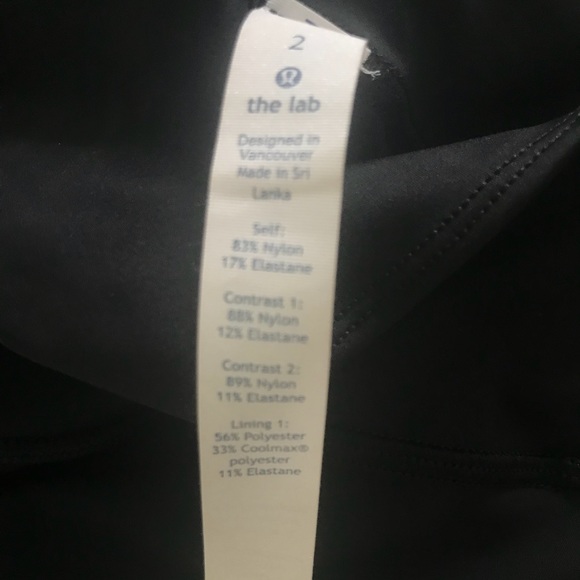 2
the lab
Designed in
Vancouver
Made in Sri
Lanka
Self:
83% Nylon
17% Elastane
Contrast 1:
88% Nylon
12% Elastane
Contrast 2:
89% Nylon
11% Elastane
Lining 1:
56% Polyester
33% Coolmax®
polyester
11% Elastane